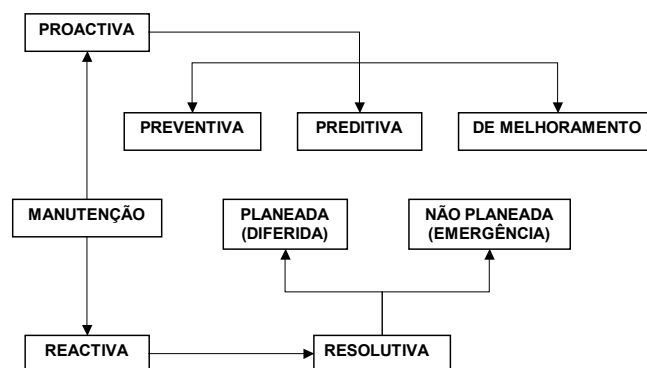 PROACTIVA
PREVENTIVA
PREDITIVA
DE MELHORAMENTO
MANUTENÇÃO
PLANEADA
(DIFERIDA)
NÃO PLANEADA
(EMERGÊNCIA)
REACTIVA
RESOLUTIVA